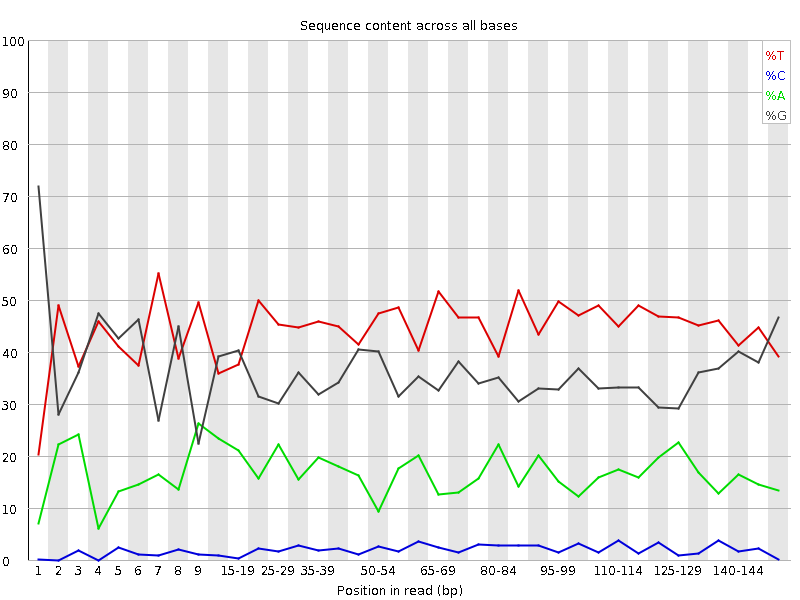 Sequence content across all bases
100
90
80
70
60
50
40
30
20
10
0
%T
%C
%A
%G
1 2 3 4 5 6 7 8 9 15-19 25-29 35-39 50-54 65-69 80-84 95-99 110-114 125-129 140-144
Position in read (bp)